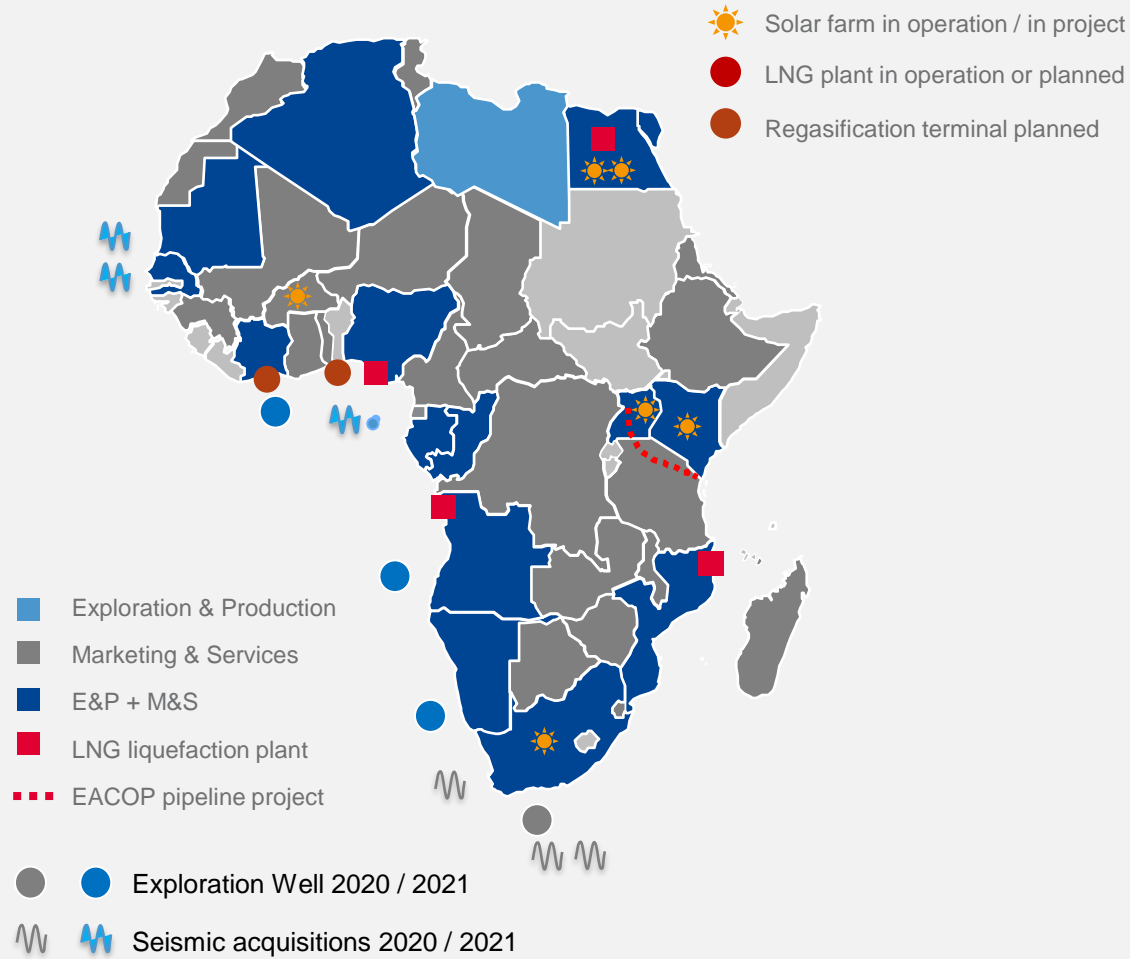 Solar farm in operation / in project
LNG plant in operation or planned
Regasification terminal planned
Exploration & Production
Marketing & Services
E&P + M&S
LNG liquefaction plant
EACOP pipeline project
Exploration Well 2020 / 2021
Seismic acquisitions 2020 / 2021